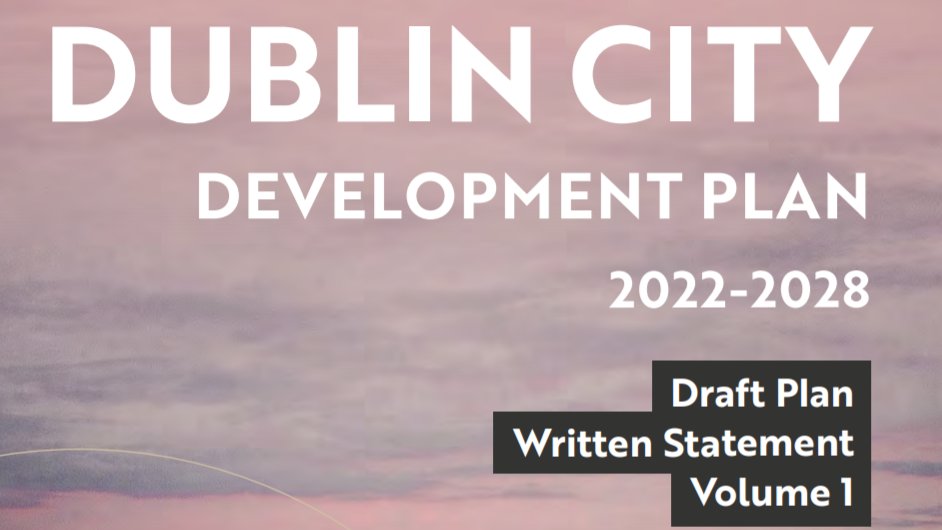 DUBLIN CITY
DEVELOPMENT PLAN
2022-2028
Draft Plan
Written Statement
Volume 1